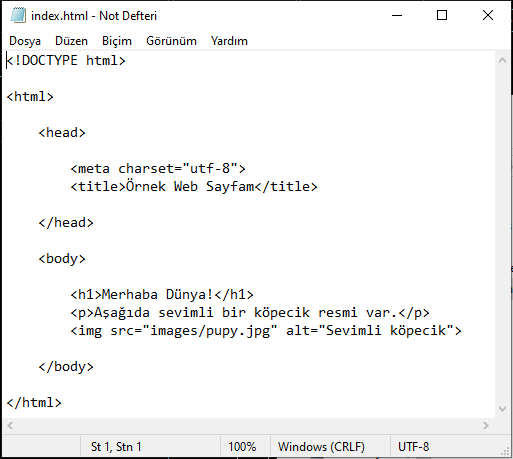 index.html - Not Defteri
Dosya Düzen Biçim Görünüm Yardım
<!DOCTYPE html>
<html>
<head>
<meta charset="utf-8">
<title>Örnek Web Sayfam</title>
</head>
<body>
<h1>Merhaba Dünya!</h1>
<p>Aşağıda sevimli bir köpecik resmi var.</p>
<img src="images/pupy.jpg" alt="Sevimli köpecik">
</body>
</html>
St 1, Stn 1 100% Windows (CRLF) UTF-8